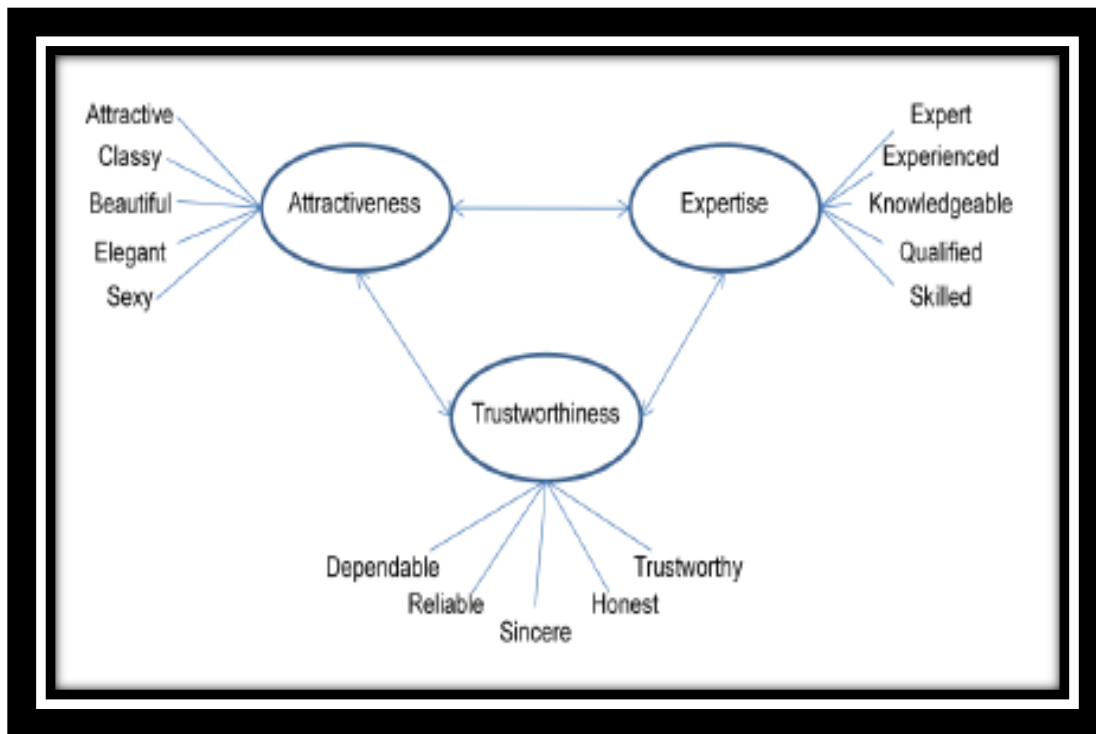 Attractive
Classy
Beautiful
Elegant
Sexy
Attractiveness
Expertise
Expert
Experienced
Knowledgeable
Qualified
Skilled
Trustworthiness
Dependable
Reliable
Sincere
Honest
Trustworthy